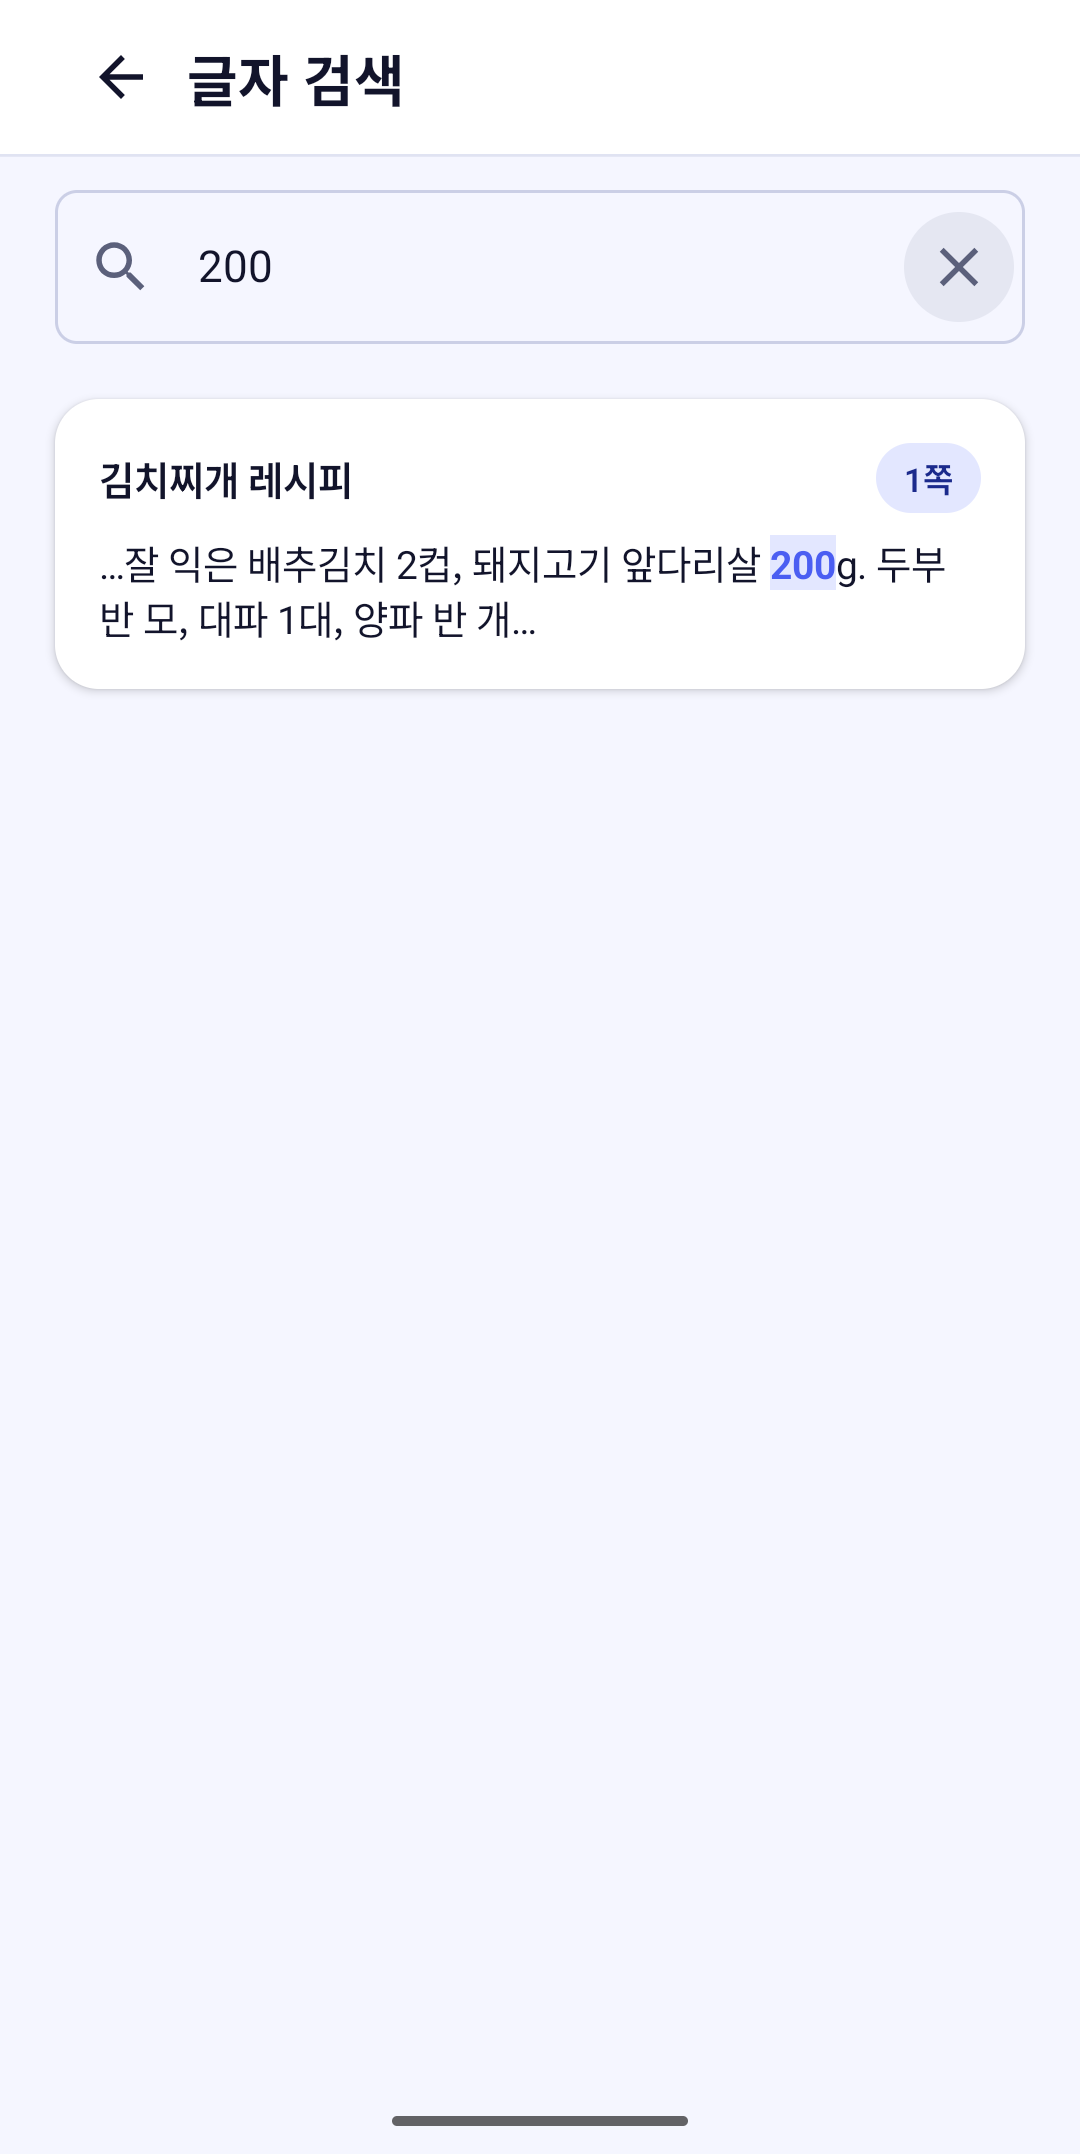 글자 검색
200
김치찌개 레시피
1쪽
...잘 익은 배추김치 2컵, 돼지고기 앞다리살 200g. 두부
반 모, 대파 1대, 양파 반 개...